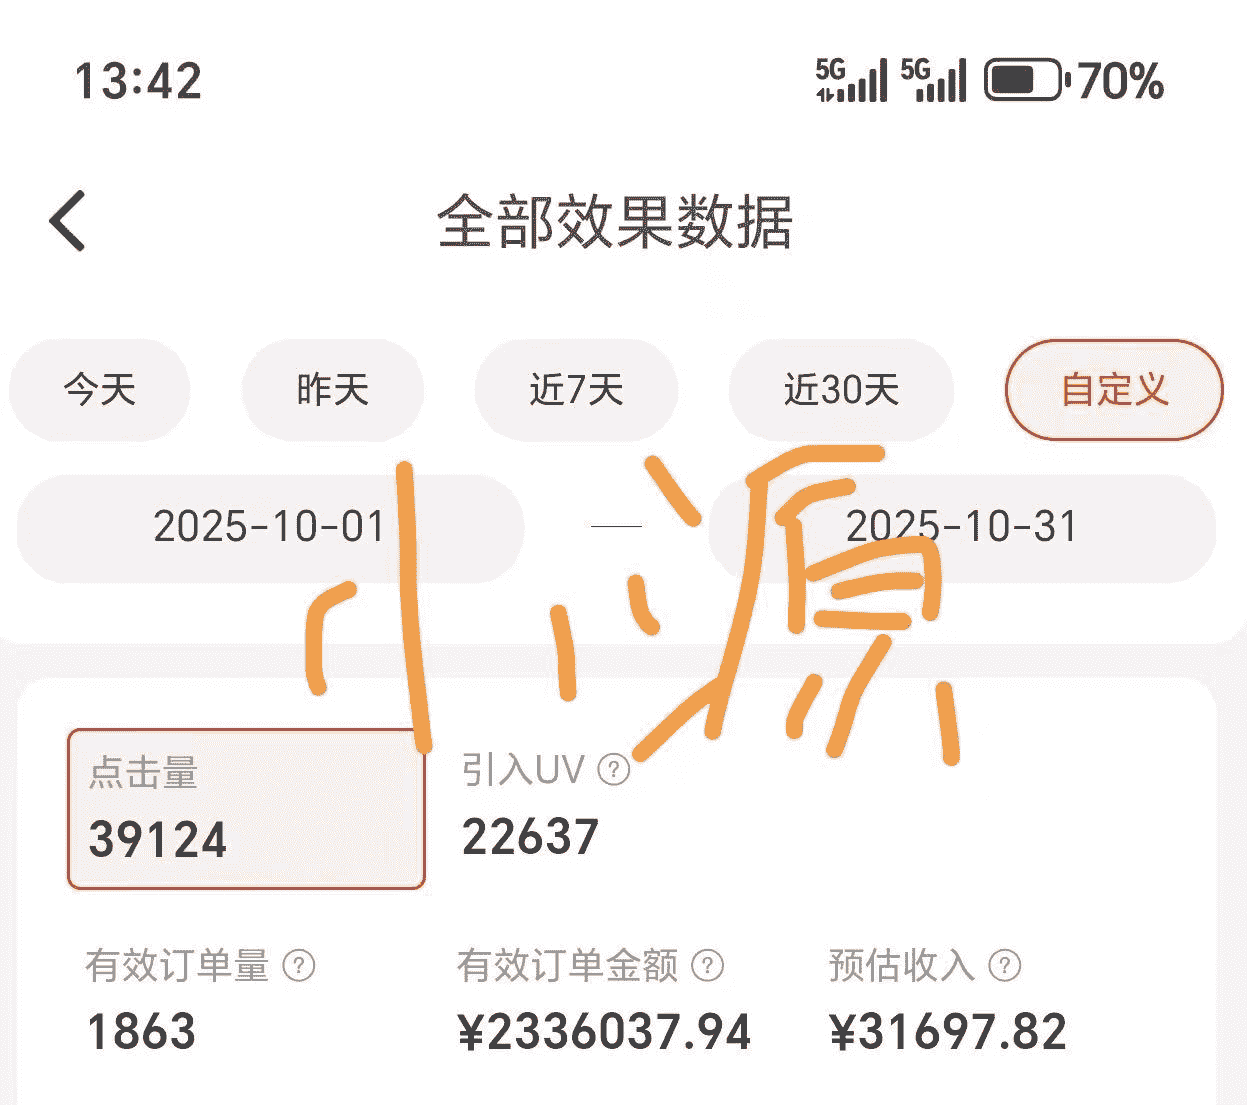 13:42 5G 5G 70%
全部效果数据
今天 昨天 近7天 近30天 自定义
2025-10-01 — 2025-10-31
小源
点击量 引入UV ?
39124 22637
有效订单量 ? 有效订单金额 ? 预估收入 ?
1863 ¥2336037.94 ¥31697.82